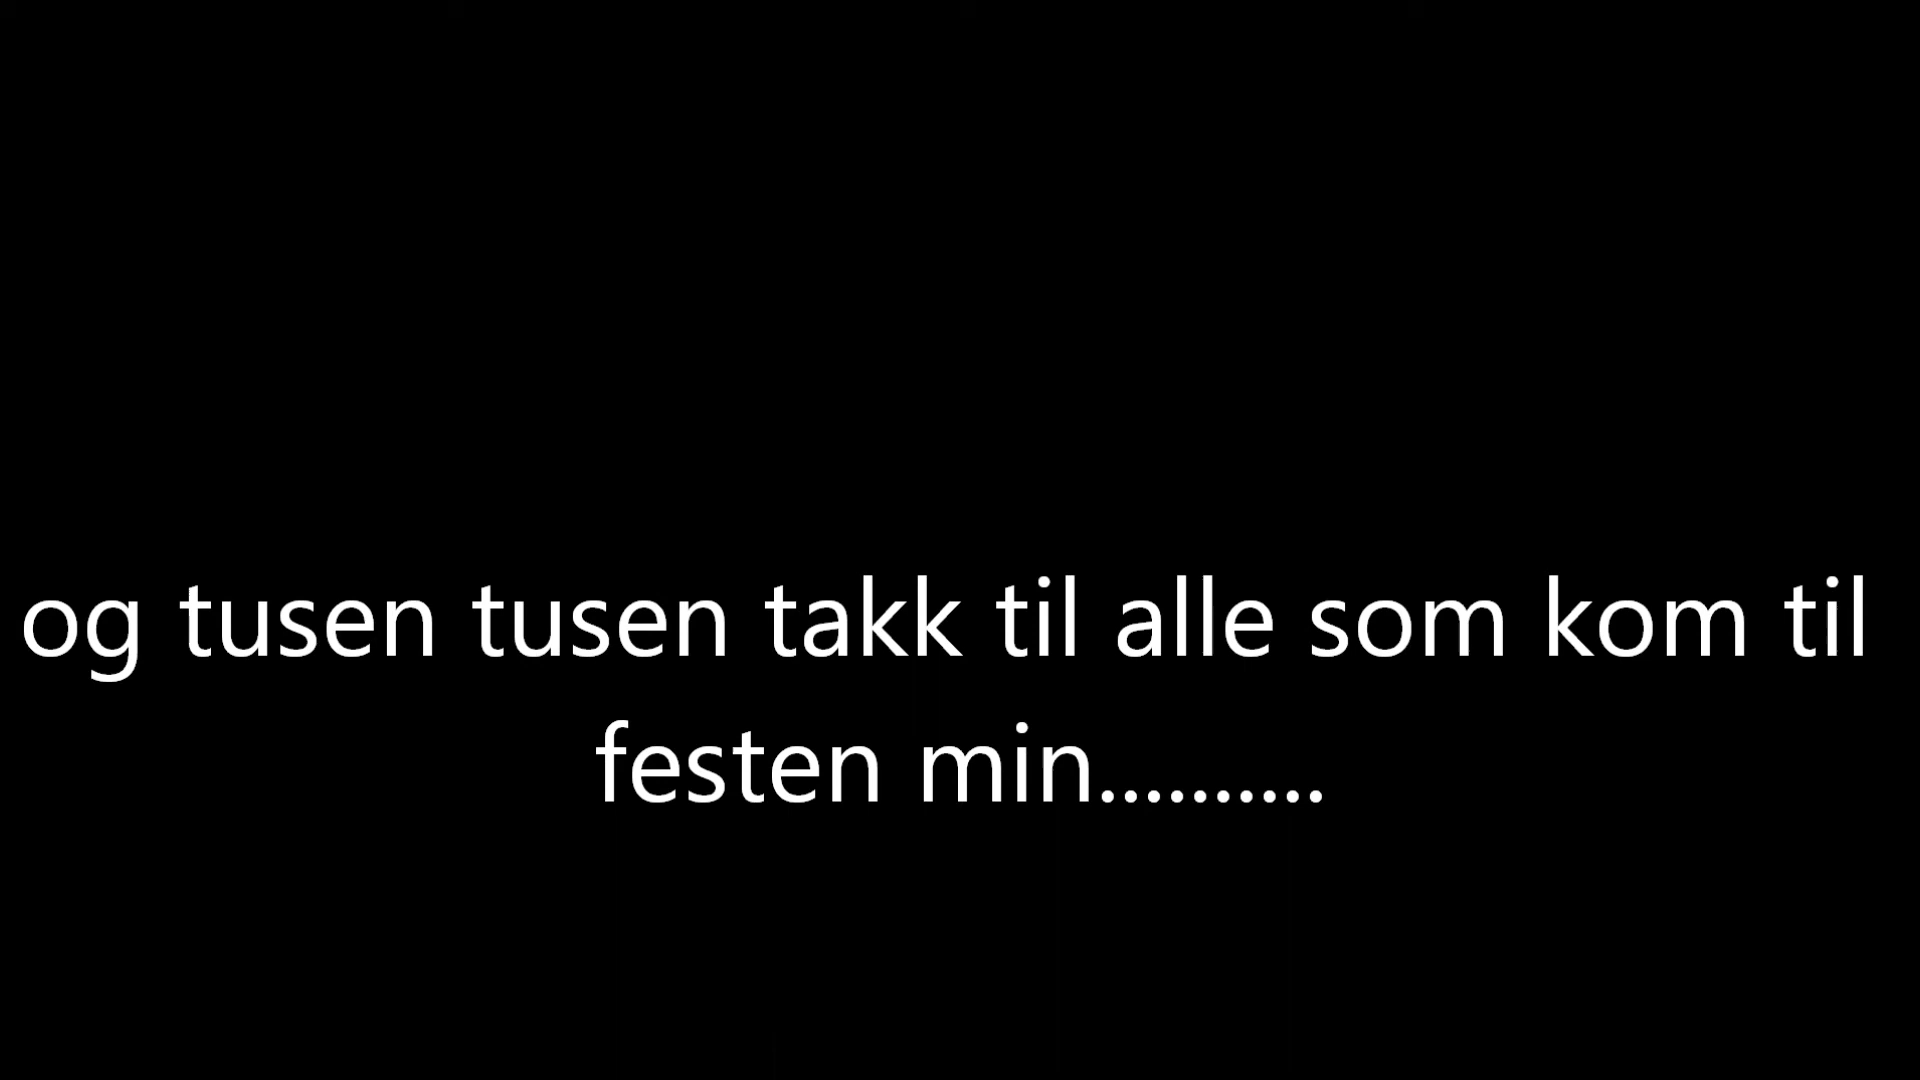 og tusen tusen takk til alle som kom til
festen min..........